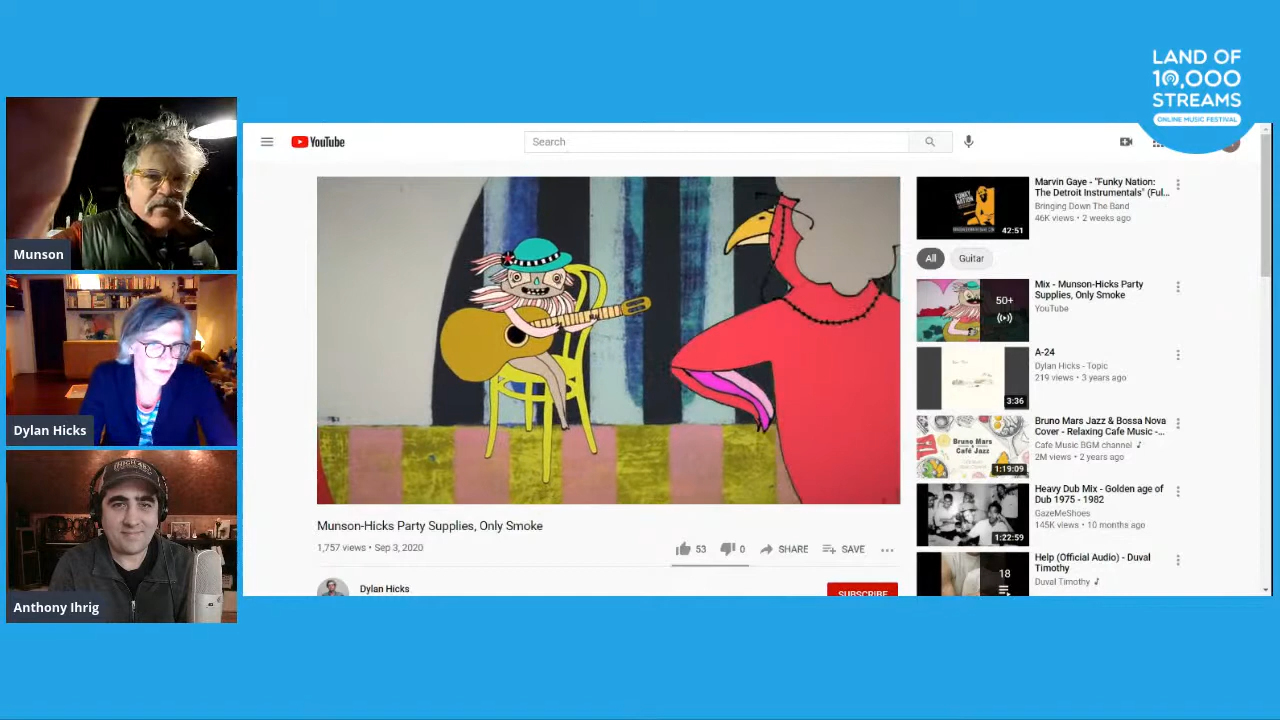 LAND OF
10,000
STREAMS
ONLINE MUSIC FESTIVAL
Munson
Dylan Hicks
Anthony Ihrig
YouTube
Search
Munson-Hicks Party Supplies, Only Smoke
1,757 views • Sep 3, 2020
53
0
SHARE
SAVE
Dylan Hicks
SUBSCRIBE
FUNKY
NATION
42:51
Marvin Gaye - "Funky Nation:
The Detroit Instrumentals" (Ful...
Bringing Down The Band
46K views • 2 weeks ago
All
Guitar
50+
Mix - Munson-Hicks Party
Supplies, Only Smoke
YouTube
3:36
A-24
Dylan Hicks - Topic
219 views • 3 years ago
Bruno Mars
Café Jazz
1:19:09
Bruno Mars Jazz & Bossa Nova
Cover - Relaxing Cafe Music -...
Cafe Music BGM channel
2M views • 2 years ago
1:22:59
Heavy Dub Mix - Golden age of
Dub 1975 - 1982
GazeMeShoes
145K views • 10 months ago
18
Help (Official Audio) - Duval
Timothy
Duval Timothy